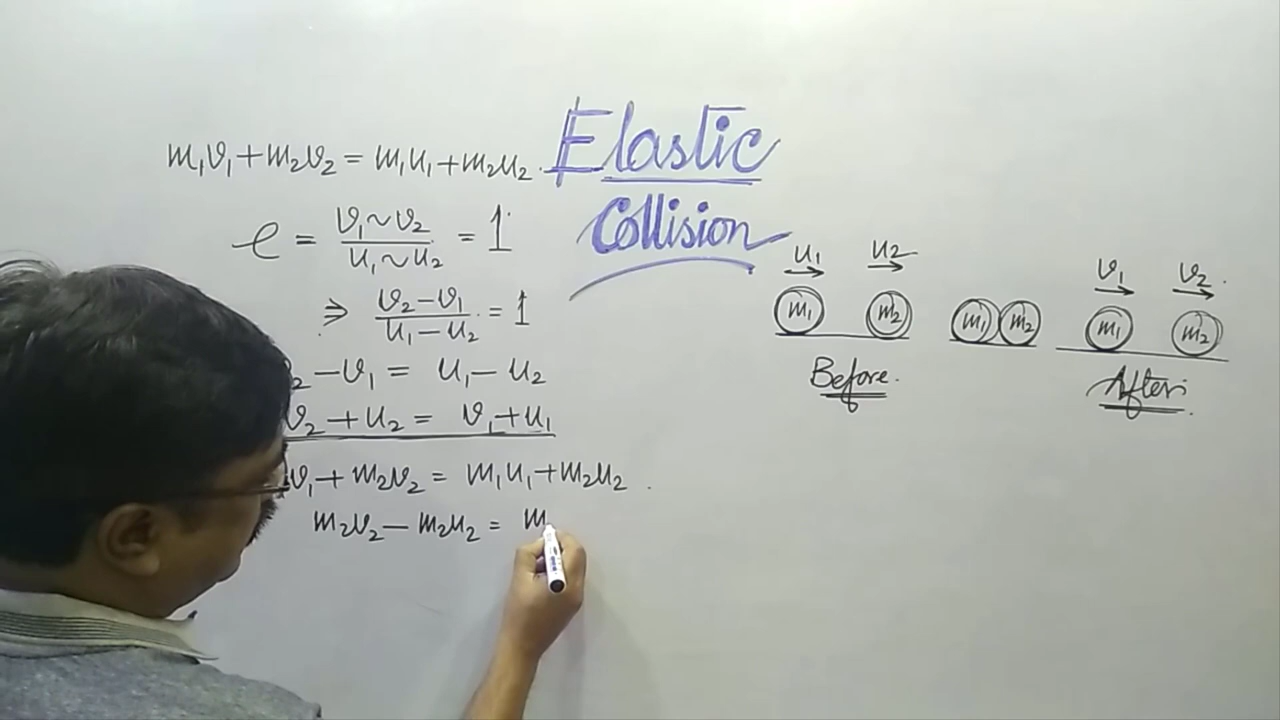 Elastic
Collision
m₁v₁ + m₂v₂ = m₁u₁ + m₂u₂.
e = v₁ ~ v₂ / u₁ ~ u₂ = 1
⇒ v₂ – v₁ / u₁ – u₂ = 1
₂ – v₁ = u₁ – u₂
v₂ + u₂ = v₁ + u₁
v₁ + m₂v₂ = m₁u₁ + m₂u₂.
m₂v₂ – m₂u₂ = m
u₁ → u₂ →
m₁ m₂
Before.
m₁ m₂
v₁ → v₂ →
m₁ m₂
After.